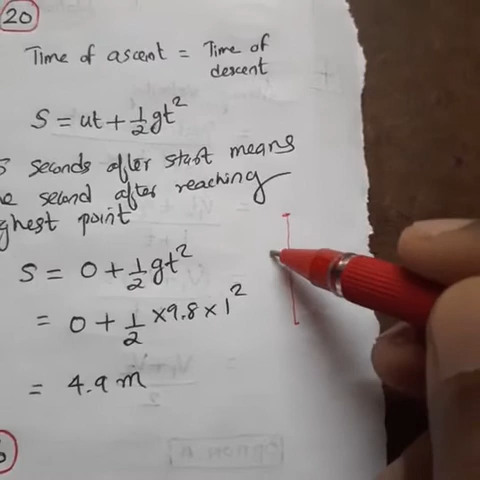 20
Time of ascent = Time of
descent
S = ut + 1/2 gt²
seconds after start means
second after reaching
point
S = 0 + 1/2 gt²
= 0 + 1/2 × 9.8 × 1²
= 4.9 m